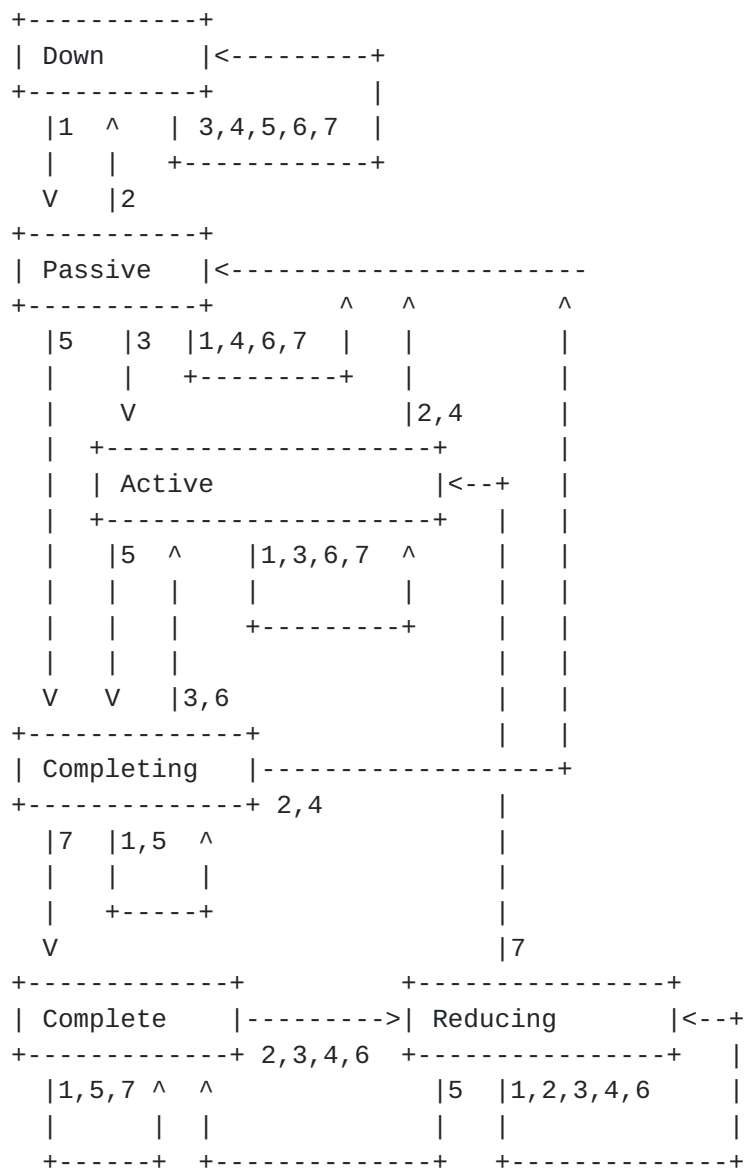 Down
1 3,4,5,6,7
2
Passive
5 3 1,4,6,7
2,4
Active
5 1,3,6,7
3,6
Completing
2,4
7 1,5
7
Complete Reducing
2,3,4,6
1,5,7 5 1,2,3,4,6